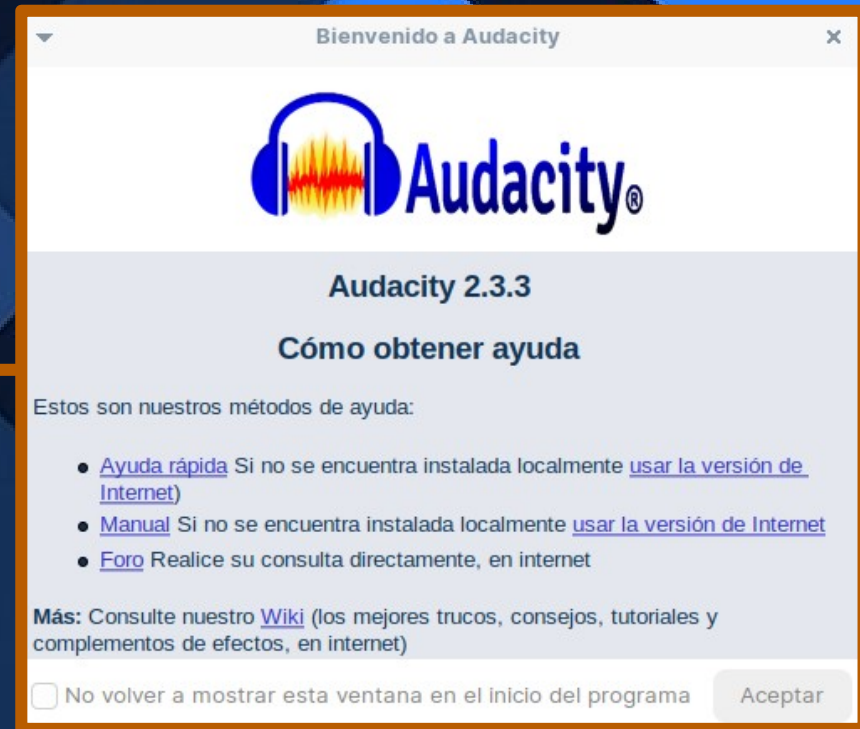 Bienvenido a Audacity
Audacity®
Audacity 2.3.3
Cómo obtener ayuda
Estos son nuestros métodos de ayuda:
Ayuda rápida Si no se encuentra instalada localmente usar la versión de
Internet)
Manual Si no se encuentra instalada localmente usar la versión de Internet
Foro Realice su consulta directamente, en internet
Más: Consulte nuestro Wiki (los mejores trucos, consejos, tutoriales y
complementos de efectos, en internet)
No volver a mostrar esta ventana en el inicio del programa
Aceptar